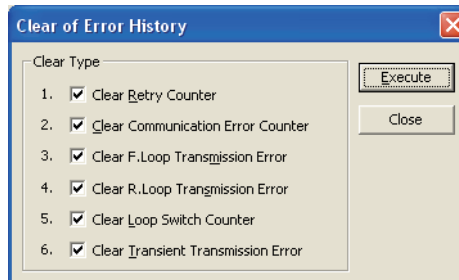 Clear of Error History
Clear Type
1. Clear Retry Counter
2. Clear Communication Error Counter
3. Clear F.Loop Transmission Error
4. Clear R.Loop Transmission Error
5. Clear Loop Switch Counter
6. Clear Transient Transmission Error
Execute
Close